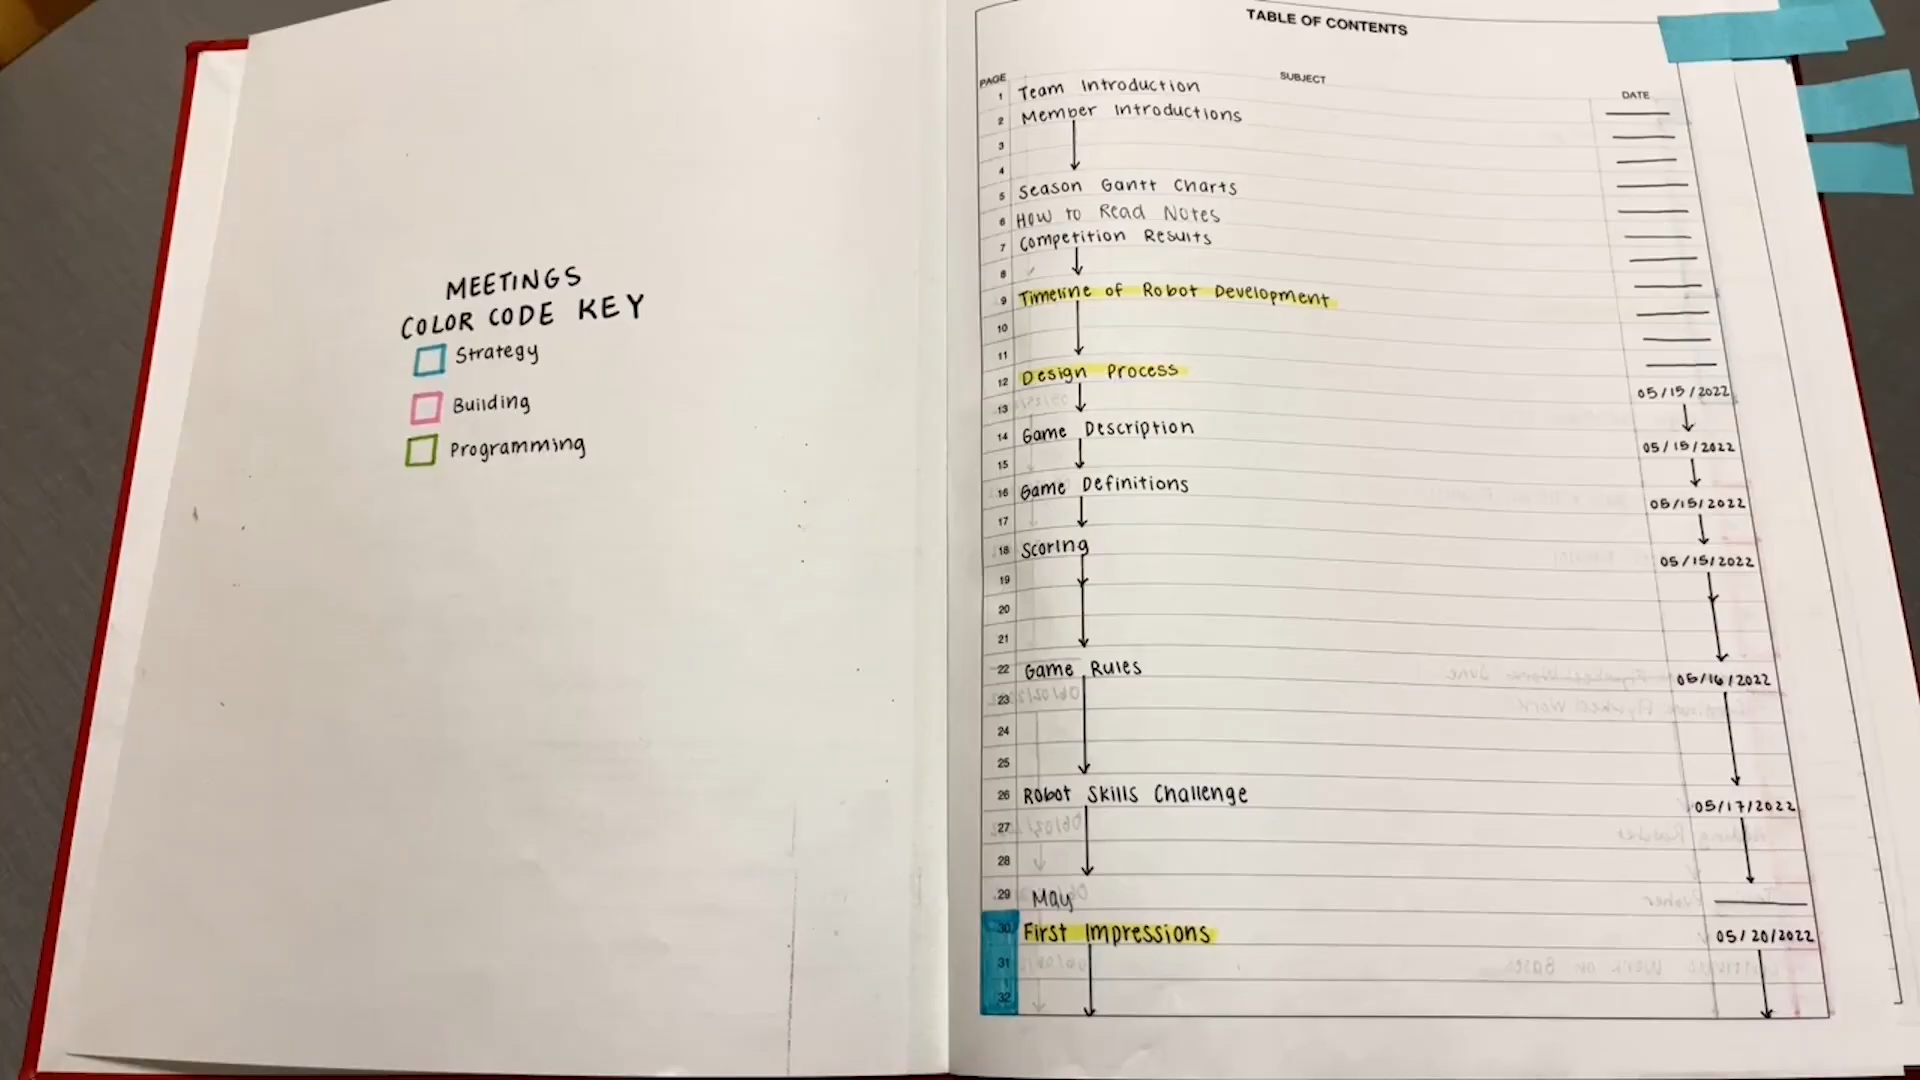 MEETINGS
COLOR CODE KEY
Strategy
Building
Programming
TABLE OF CONTENTS
PAGE SUBJECT DATE
1 Team Introduction
2 Member Introductions
3
4
5 Season Gantt Charts
6 How to Read Notes
7 Competition Results
8
9 Timeline of Robot Development
10
11
12 Design Process 05/15/2022
13
14 Game Description 05/15/2022
15
16 Game Definitions 05/15/2022
17
18 Scoring 05/15/2022
19
20
21
22 Game Rules 05/16/2022
23
24
25
26 Robot Skills Challenge 05/17/2022
27
28
29 May
30 First Impressions 05/20/2022
31
32